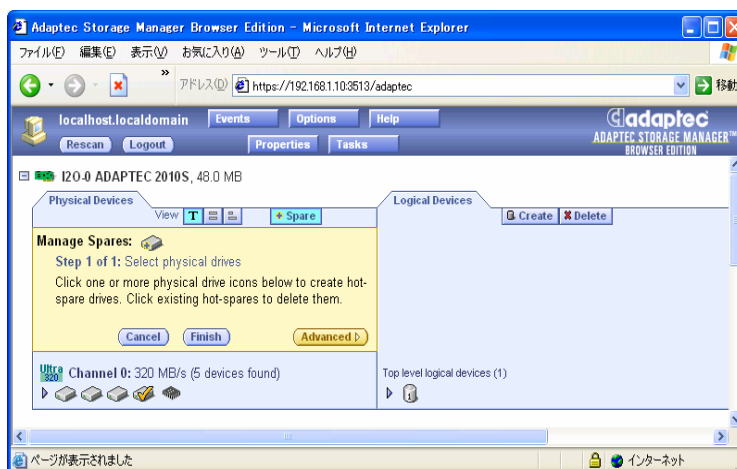 Adaptec Storage Manager Browser Edition - Microsoft Internet Explorer
ファイル(F) 編集(E) 表示(V) お気に入り(A) ツール(T) ヘルプ(H)
» アドレス(D) https://192.168.1.10:3513/adaptec 移動
localhost.localdomain Events Options Help adaptec
Rescan Logout Properties Tasks ADAPTEC STORAGE MANAGER™
BROWSER EDITION
I2O-0 ADAPTEC 2010S, 48.0 MB
Physical Devices Logical Devices
View T + Spare Create Delete
Manage Spares:
Step 1 of 1: Select physical drives
Click one or more physical drive icons below to create hot-
spare drives. Click existing hot-spares to delete them.
Cancel Finish Advanced
Ultra 320 Channel 0: 320 MB/s (5 devices found) Top level logical devices (1)
1
ページが表示されました インターネット